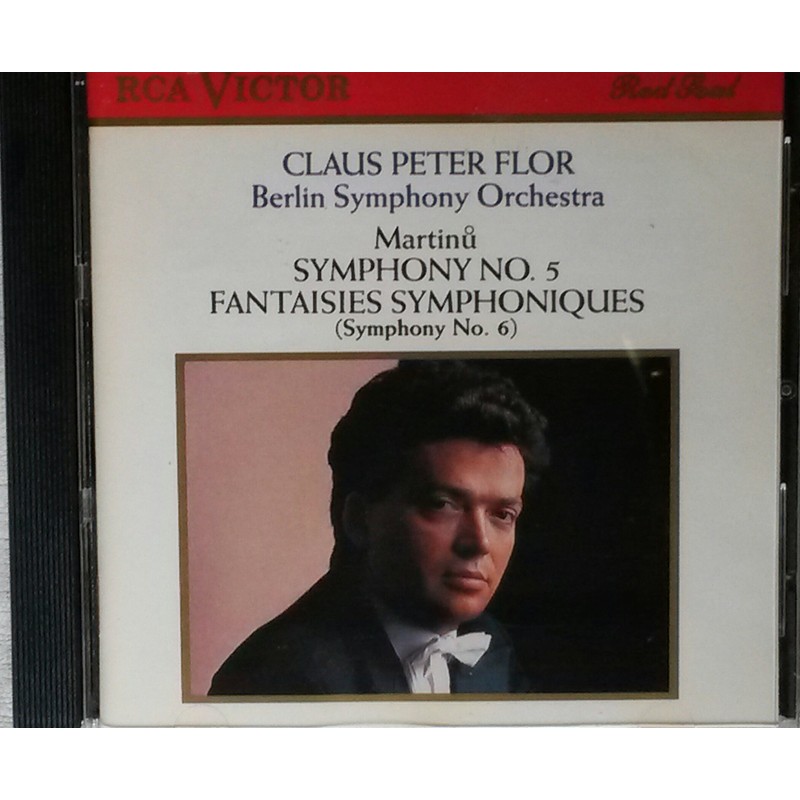 RCA VICTOR Red Seal
CLAUS PETER FLOR
Berlin Symphony Orchestra
Martinů
SYMPHONY NO. 5
FANTAISIES SYMPHONIQUES
(Symphony No. 6)